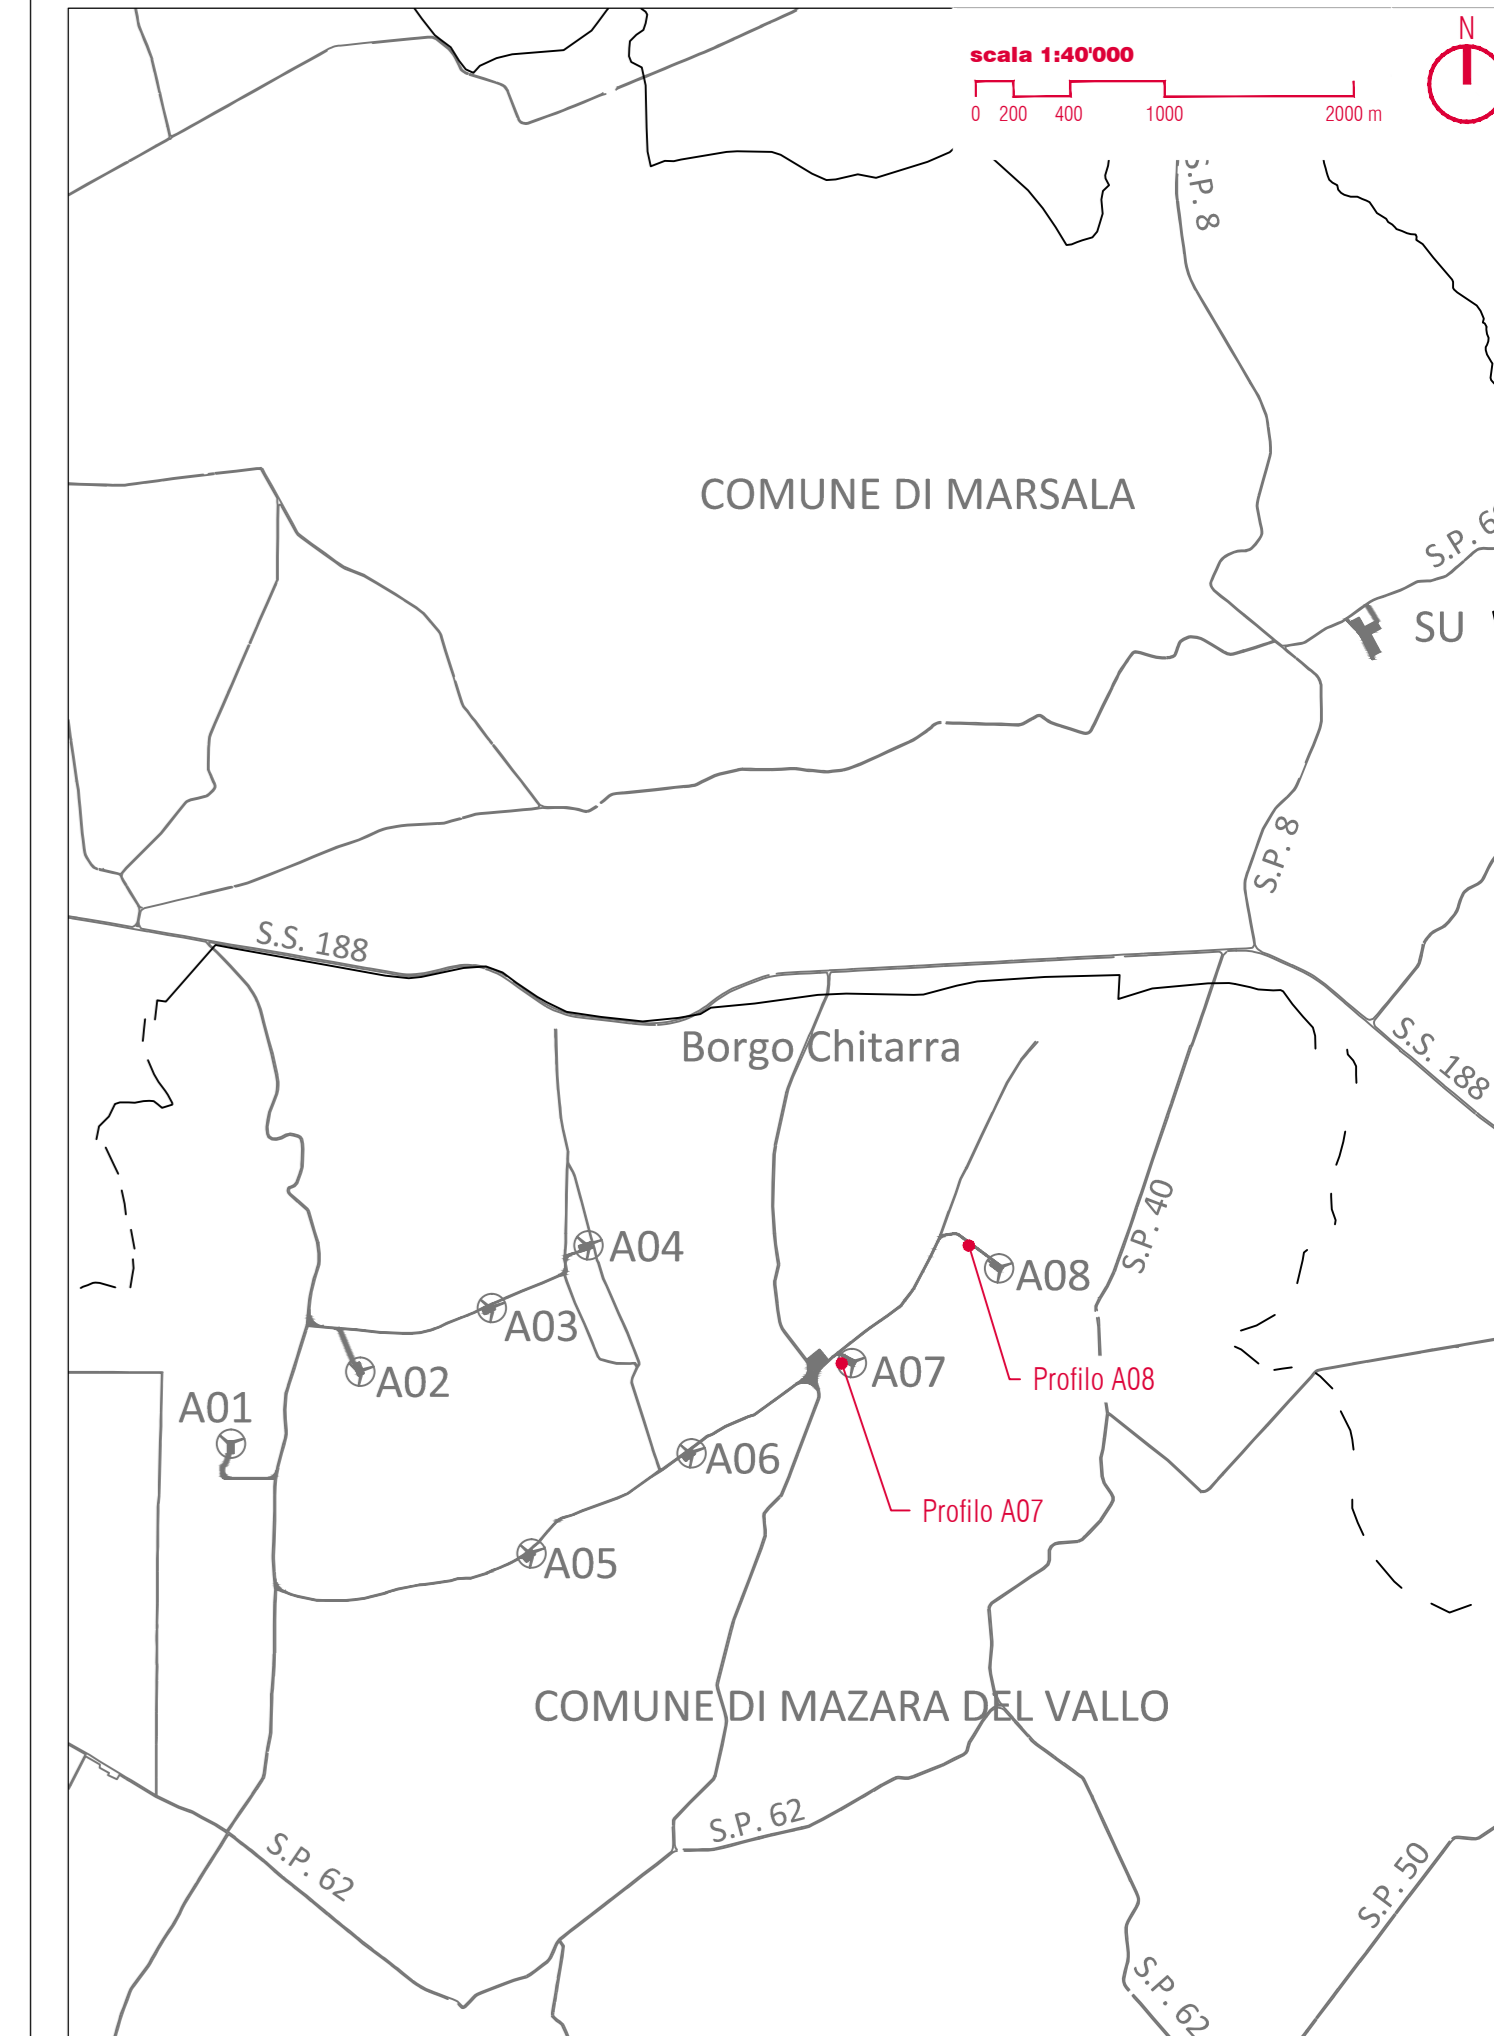 N
scala 1:40'000
0 200 400 1000 2000 m
S.P. 8
COMUNE DI MARSALA
SU
S.P. 8
S.S. 188
Borgo Chitarra
S.S. 188
S.P. 40
A04
A08
A03
A07
Profilo A08
A02
A01
A06
Profilo A07
A05
COMUNE DI MAZARA DEL VALLO
S.P. 62
S.P. 62
S.P. 50
S.P. 62